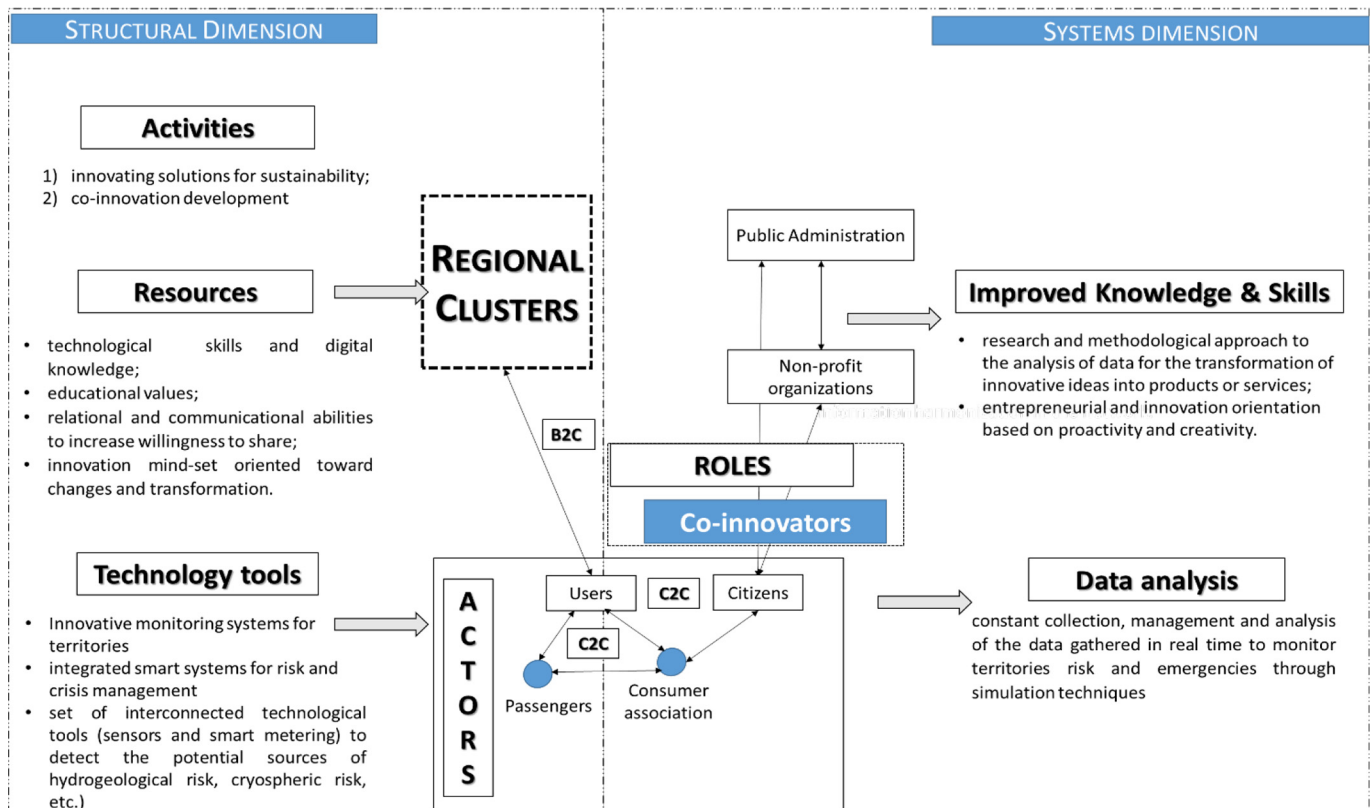 STRUCTURAL DIMENSION
SYSTEMS DIMENSION
Activities
1) innovating solutions for sustainability;
2) co-innovation development
REGIONAL
CLUSTERS
Resources
• technological skills and digital
knowledge;
• educational values;
• relational and communicational abilities
to increase willingness to share;
• innovation mind-set oriented toward
changes and transformation.
B2C
Public Administration
Non-profit
organizations
Improved Knowledge & Skills
• research and methodological approach to
the analysis of data for the transformation of
innovative ideas into products or services;
• entrepreneurial and innovation orientation
based on proactivity and creativity.
ROLES
Co-innovators
Technology tools
• Innovative monitoring systems for
territories
• integrated smart systems for risk and
crisis management
• set of interconnected technological
tools (sensors and smart metering) to
detect the potential sources of
hydrogeological risk, cryospheric risk,
etc.)
A
C
T
O
R
S
Users
C2C
Citizens
C2C
Passengers
Consumer
association
Data analysis
constant collection, management and analysis
of the data gathered in real time to monitor
territories risk and emergencies through
simulation techniques